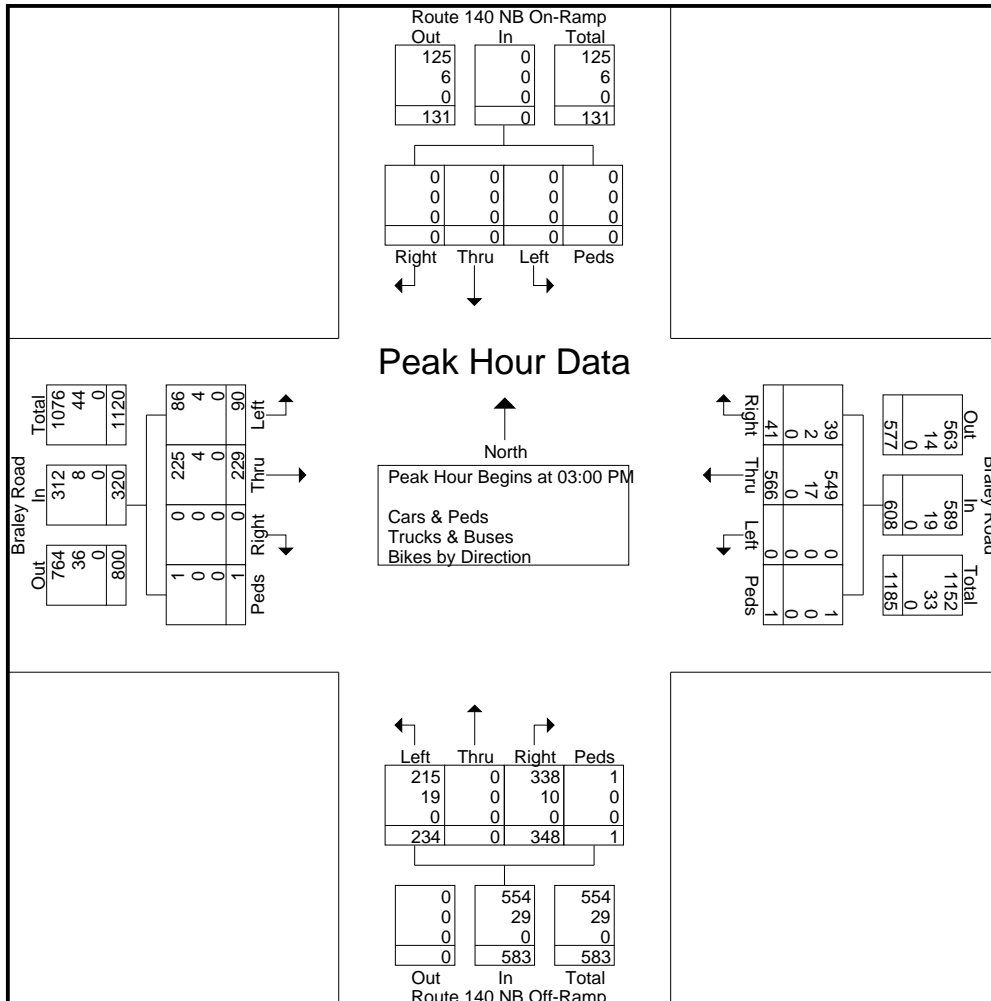 Route 140 NB On-Ramp
Out In Total
125 0 125
6 0 6
0 0 0
131 0 131
0 0 0 0
0 0 0 0
0 0 0 0
0 0 0 0
Right Thru Left Peds
Peak Hour Data
North
Peak Hour Begins at 03:00 PM
Cars & Peds
Trucks & Buses
Bikes by Direction
Braley Road
Out In Total
764 312 1076
36 8 44
0 0 0
800 320 1120
86 225 0 1
4 4 0 0
0 0 0 0
90 229 0 1
Left Thru Right Peds
Braley Road
Out In Total
563 589 1152
14 19 33
0 0 0
577 608 1185
39 549 0 1
2 17 0 0
0 0 0 0
41 566 0 1
Right Thru Left Peds
Left Thru Right Peds
215 0 338 1
19 0 10 0
0 0 0 0
234 0 348 1
0 554 554
0 29 29
0 0 0
0 583 583
Out In Total
Route 140 NB Off-Ramp